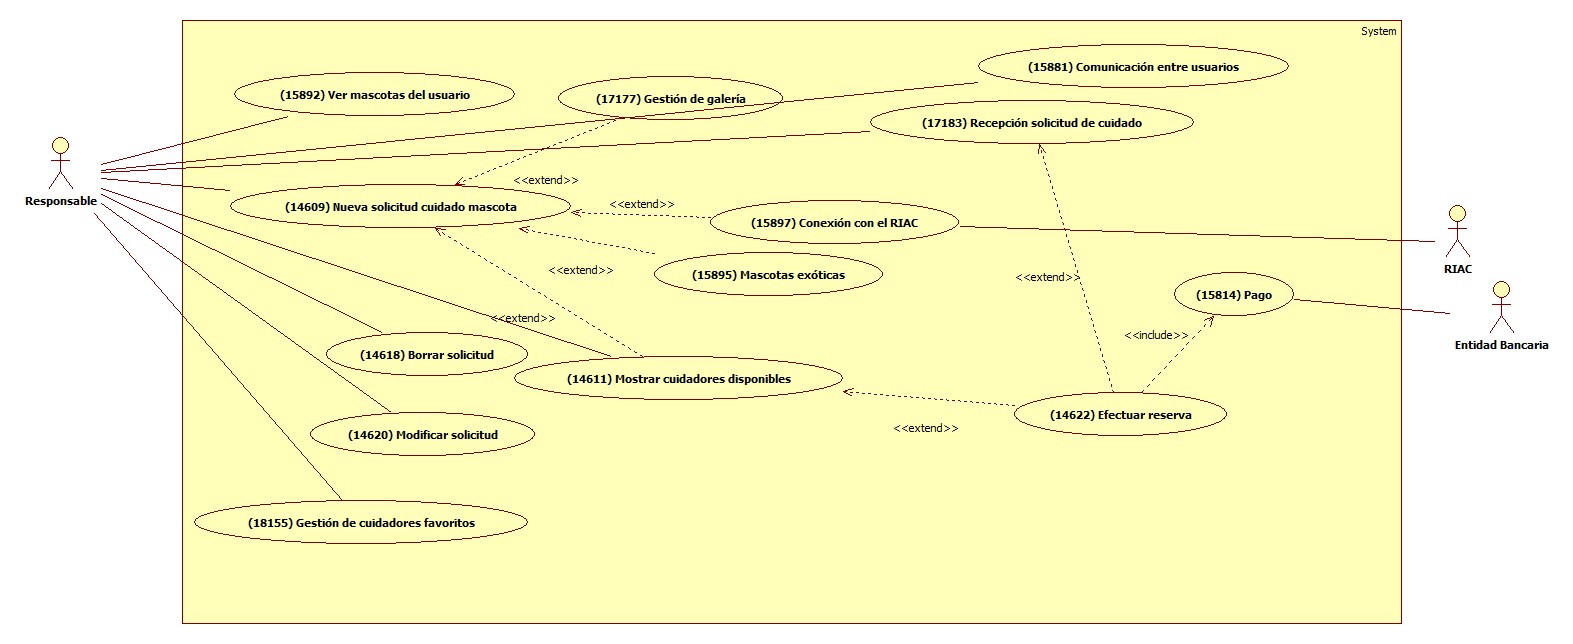 System
(15881) Comunicación entre usuarios
(15892) Ver mascotas del usuario
(17177) Gestión de galería
(17183) Recepción solicitud de cuidado
<<extend>>
Responsable
<<extend>>
(14609) Nueva solicitud cuidado mascota
(15897) Conexión con el RIAC
RIAC
<<extend>>
(15895) Mascotas exóticas
<<extend>>
(15814) Pago
<<extend>>
<<include>>
Entidad Bancaria
(14618) Borrar solicitud
(14611) Mostrar cuidadores disponibles
(14622) Efectuar reserva
<<extend>>
(14620) Modificar solicitud
(18155) Gestión de cuidadores favoritos